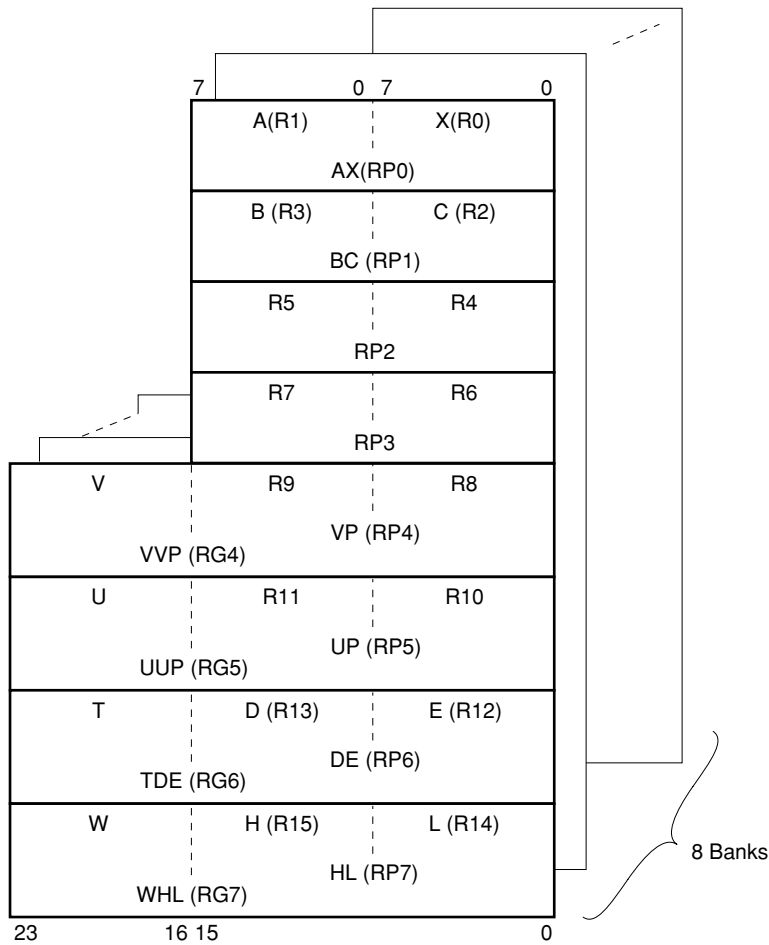 7 0 7 0
A(R1) X(R0)
AX(RP0)
B (R3) C (R2)
BC (RP1)
R5 R4
RP2
R7 R6
RP3
V R9 R8
VP (RP4)
VVP (RG4)
U R11 R10
UP (RP5)
UUP (RG5)
T D (R13) E (R12)
DE (RP6)
TDE (RG6)
W H (R15) L (R14)
HL (RP7)
8 Banks
WHL (RG7)
23 16 15 0